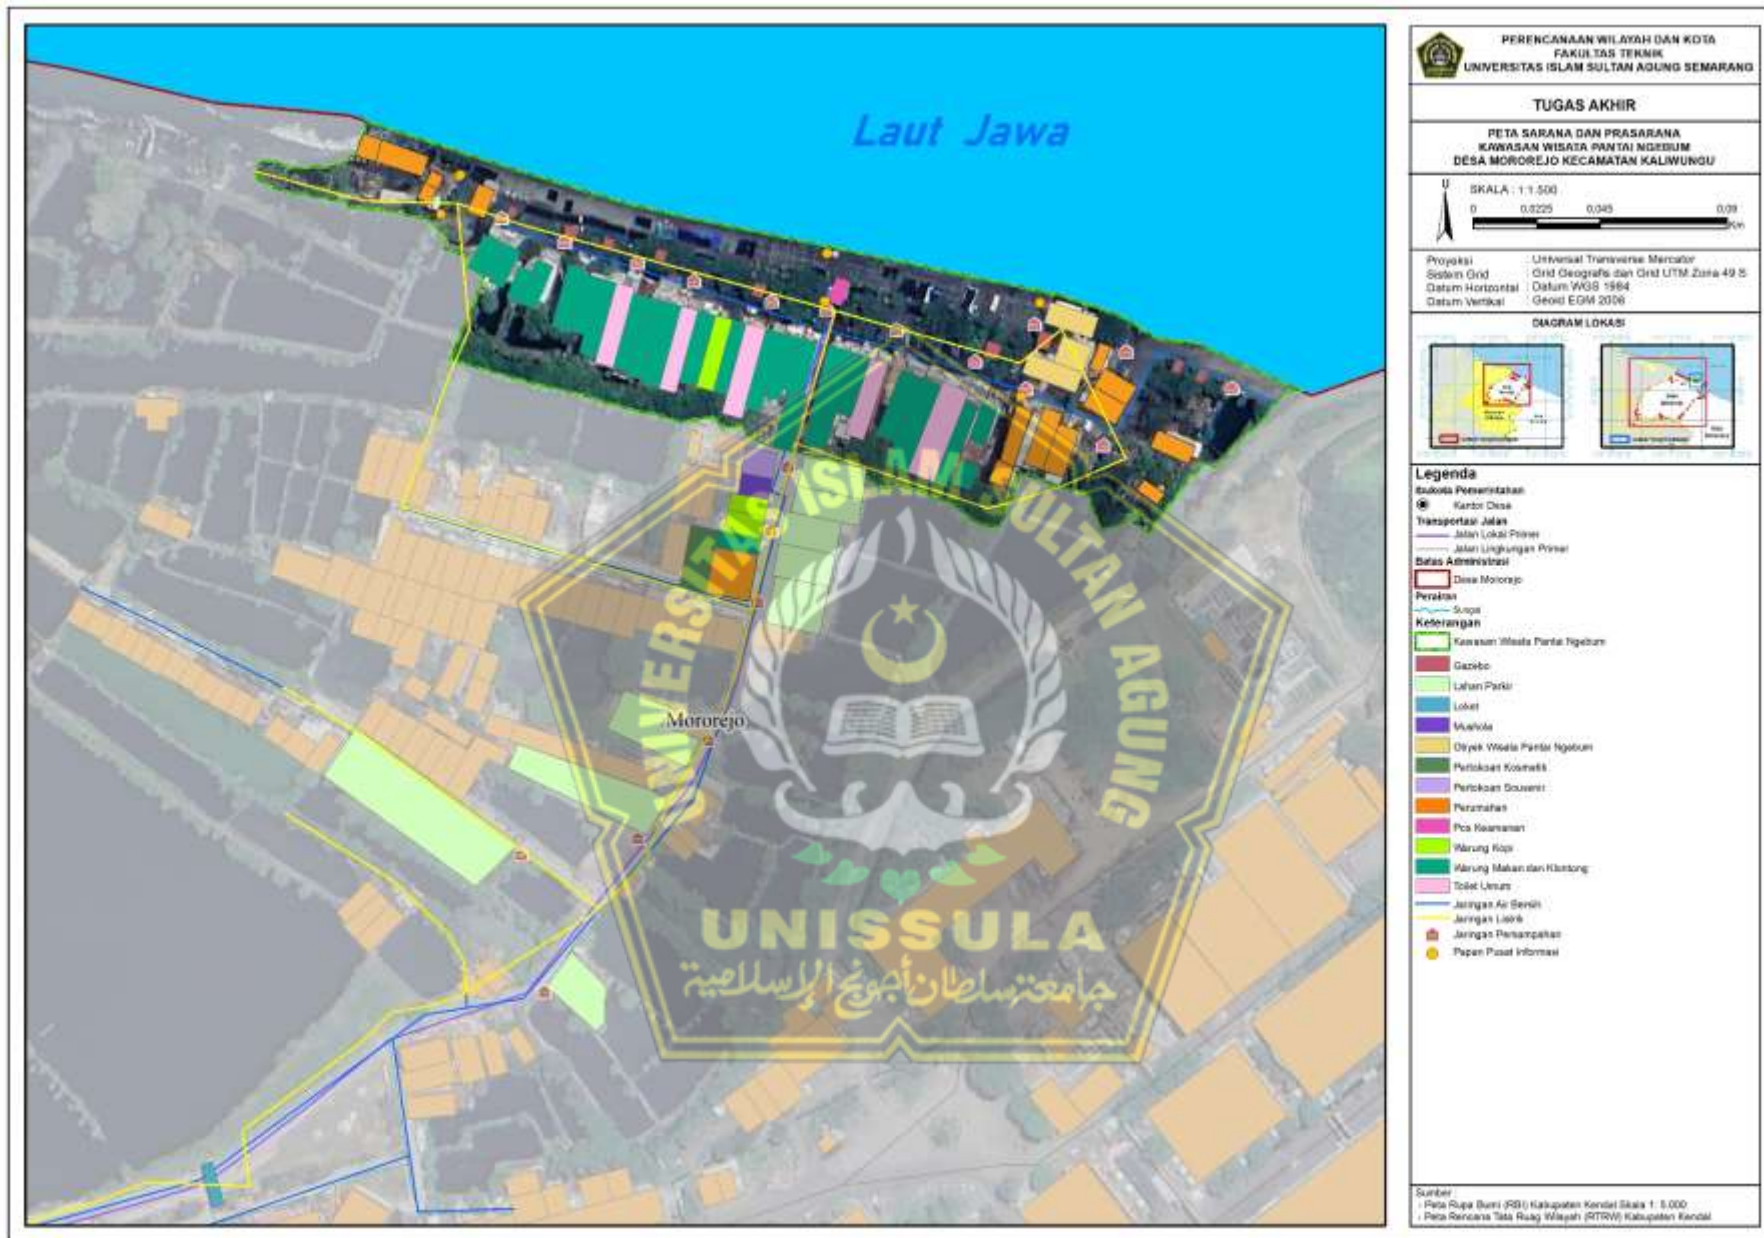 Laut Jawa
Mororejo
UNIVERSITAS ISLAM SULTAN AGUNG
UNISSULA
جامعة سلطان أجونج الإسلامية
PERENCANAAN WILAYAH DAN KOTA
FAKULTAS TEKNIK
UNIVERSITAS ISLAM SULTAN AGUNG SEMARANG
TUGAS AKHIR
PETA SARANA DAN PRASARANA
KAWASAN WISATA PANTAI NGEBUM
DESA MOROREJO KECAMATAN KALIWUNGU
U
SKALA : 1:1.500
0 0,0225 0,045 0,09
Km
Proyeksi : Universal Transverse Mercator
Sistem Grid : Grid Geografis dan Grid UTM Zona 49 S
Datum Horizontal : Datum WGS 1984
Datum Vertikal : Geoid EGM 2008
DIAGRAM LOKASI
Legenda
Ibukota Pemerintahan
Kantor Desa
Transportasi Jalan
Jalan Lokal Primer
Jalan Lingkungan Primer
Batas Administrasi
Desa Mororejo
Perairan
Sungai
Keterangan
Kawasan Wisata Pantai Ngebum
Gazebo
Lahan Parkir
Loket
Mushola
Obyek Wisata Pantai Ngebum
Pertokoan Kosmetik
Pertokoan Souvenir
Perumahan
Pos Keamanan
Warung Kopi
Warung Makan dan Klontong
Toilet Umum
Jaringan Air Bersih
Jaringan Listrik
Jaringan Persampahan
Papan Pusat Informasi
Sumber :
- Peta Rupa Bumi (RBI) Kabupaten Kendal Skala 1: 5.000
- Peta Rencana Tata Ruag Wilayah (RTRW) Kabupaten Kendal